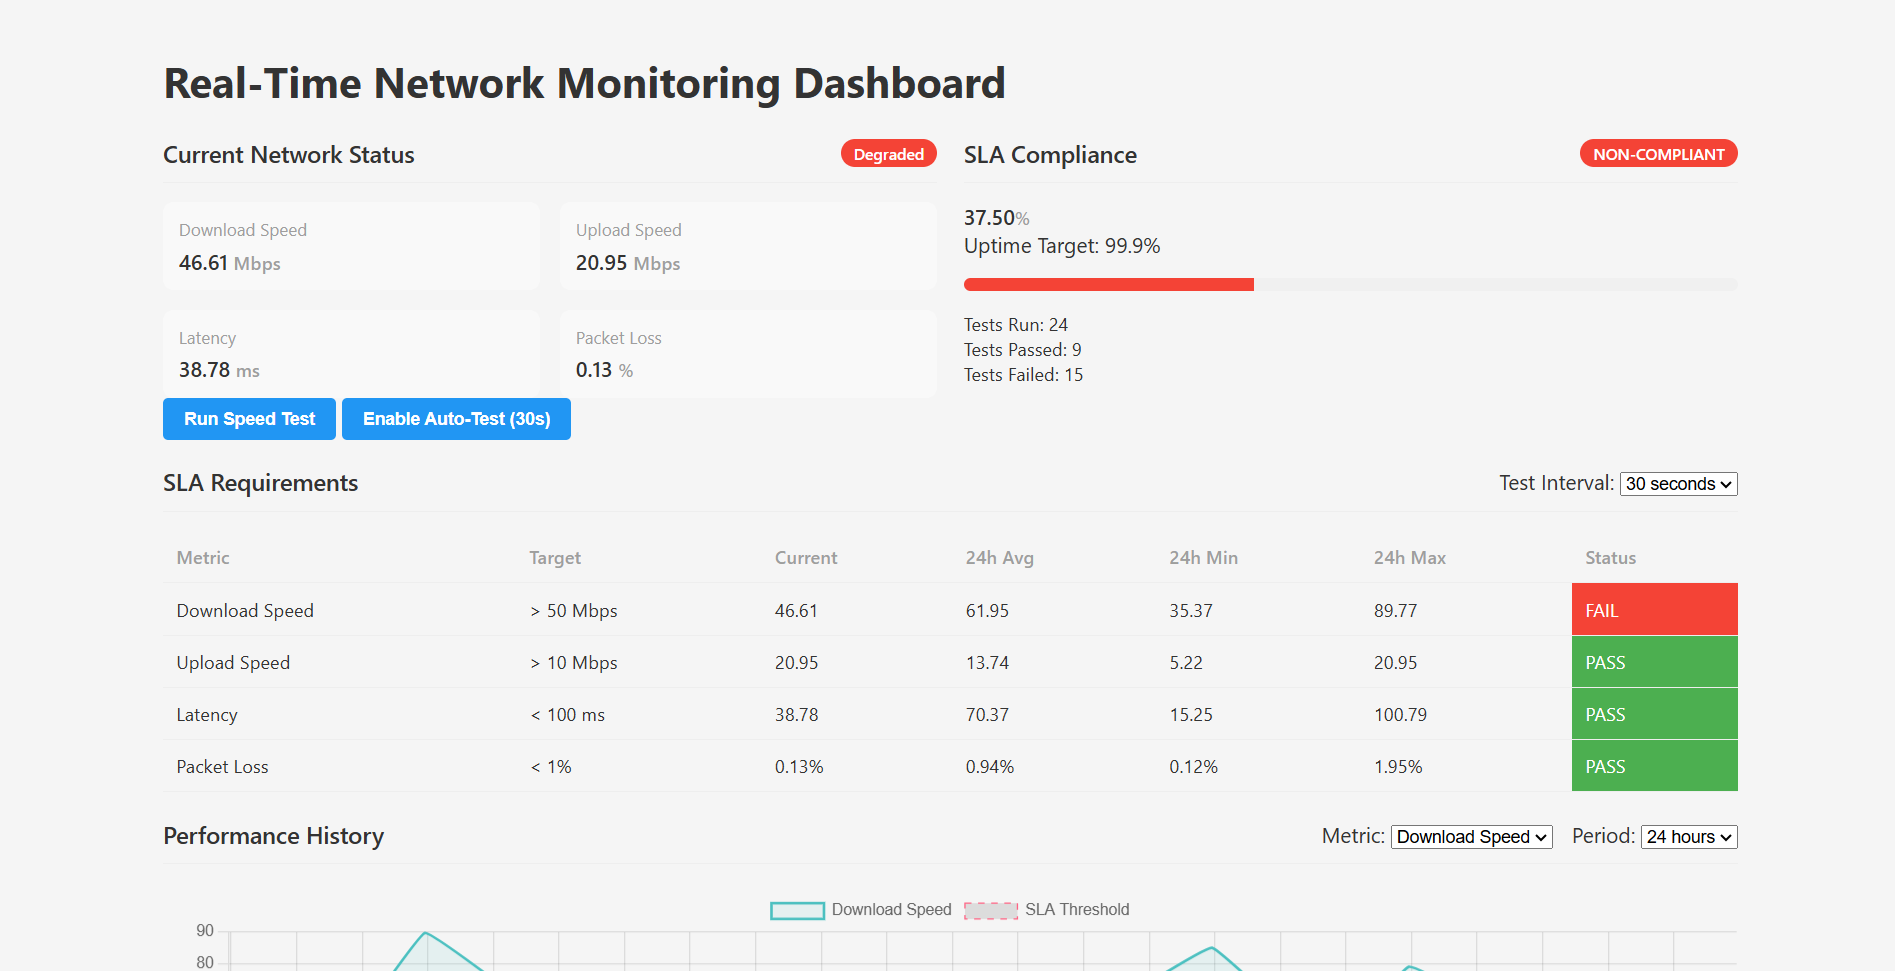 Real-Time Network Monitoring Dashboard
Current Network Status
Degraded
Download Speed
46.61 Mbps
Upload Speed
20.95 Mbps
Latency
38.78 ms
Packet Loss
0.13 %
Run Speed Test
Enable Auto-Test (30s)
SLA Compliance
NON-COMPLIANT
37.50%
Uptime Target: 99.9%
Tests Run: 24
Tests Passed: 9
Tests Failed: 15
SLA Requirements
Test Interval: 30 seconds
Metric Target Current 24h Avg 24h Min 24h Max Status
Download Speed > 50 Mbps 46.61 61.95 35.37 89.77 FAIL
Upload Speed > 10 Mbps 20.95 13.74 5.22 20.95 PASS
Latency < 100 ms 38.78 70.37 15.25 100.79 PASS
Packet Loss < 1% 0.13% 0.94% 0.12% 1.95% PASS
Performance History
Metric: Download Speed Period: 24 hours
Download Speed SLA Threshold
90
80